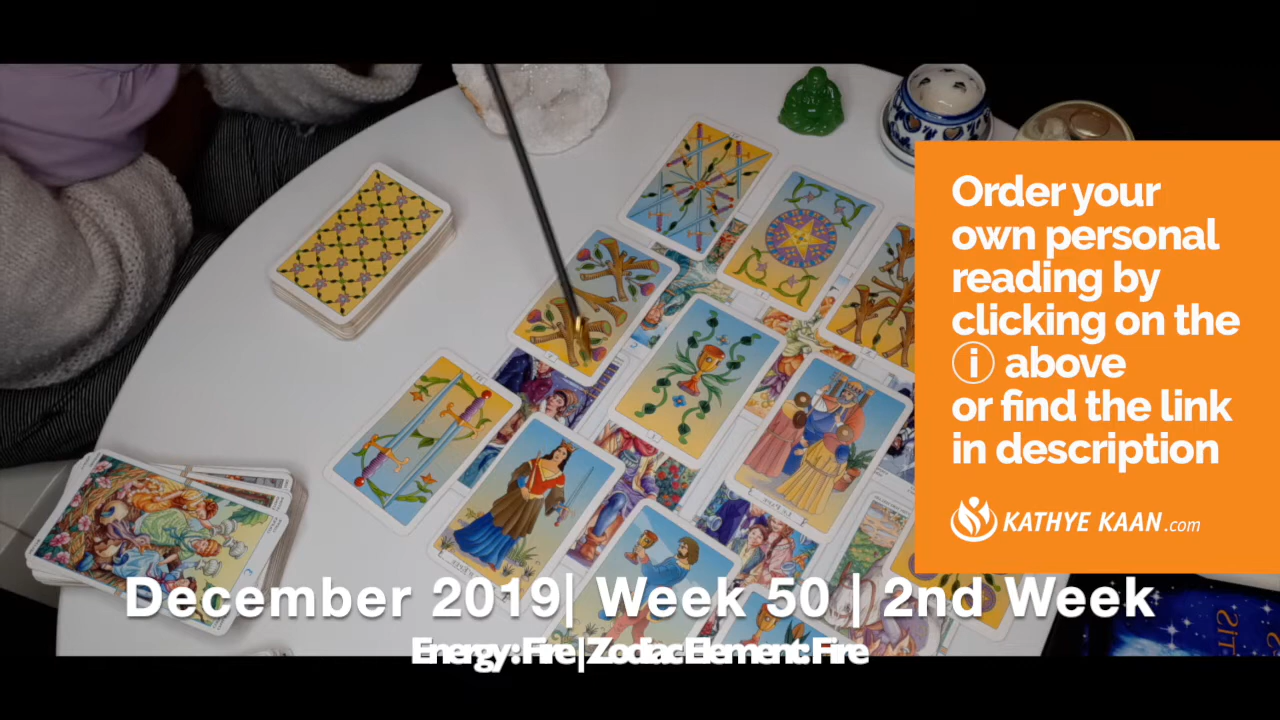 Order your
own personal
reading by
clicking on the
i above
or find the link
in description
KATHYE KAAN.com
December 2019| Week 50 | 2nd Week
Energy: Fire | Zodiac Element: Fire